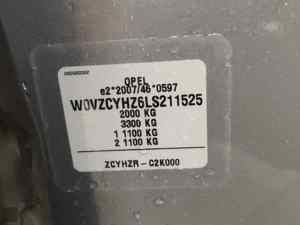 OPEL
e2*2007/46*0597
W0VZCYHZ6LS211525
2000 KG
3300 KG
1 1100 KG
2 1100 KG
ZCYHZR-C2K000